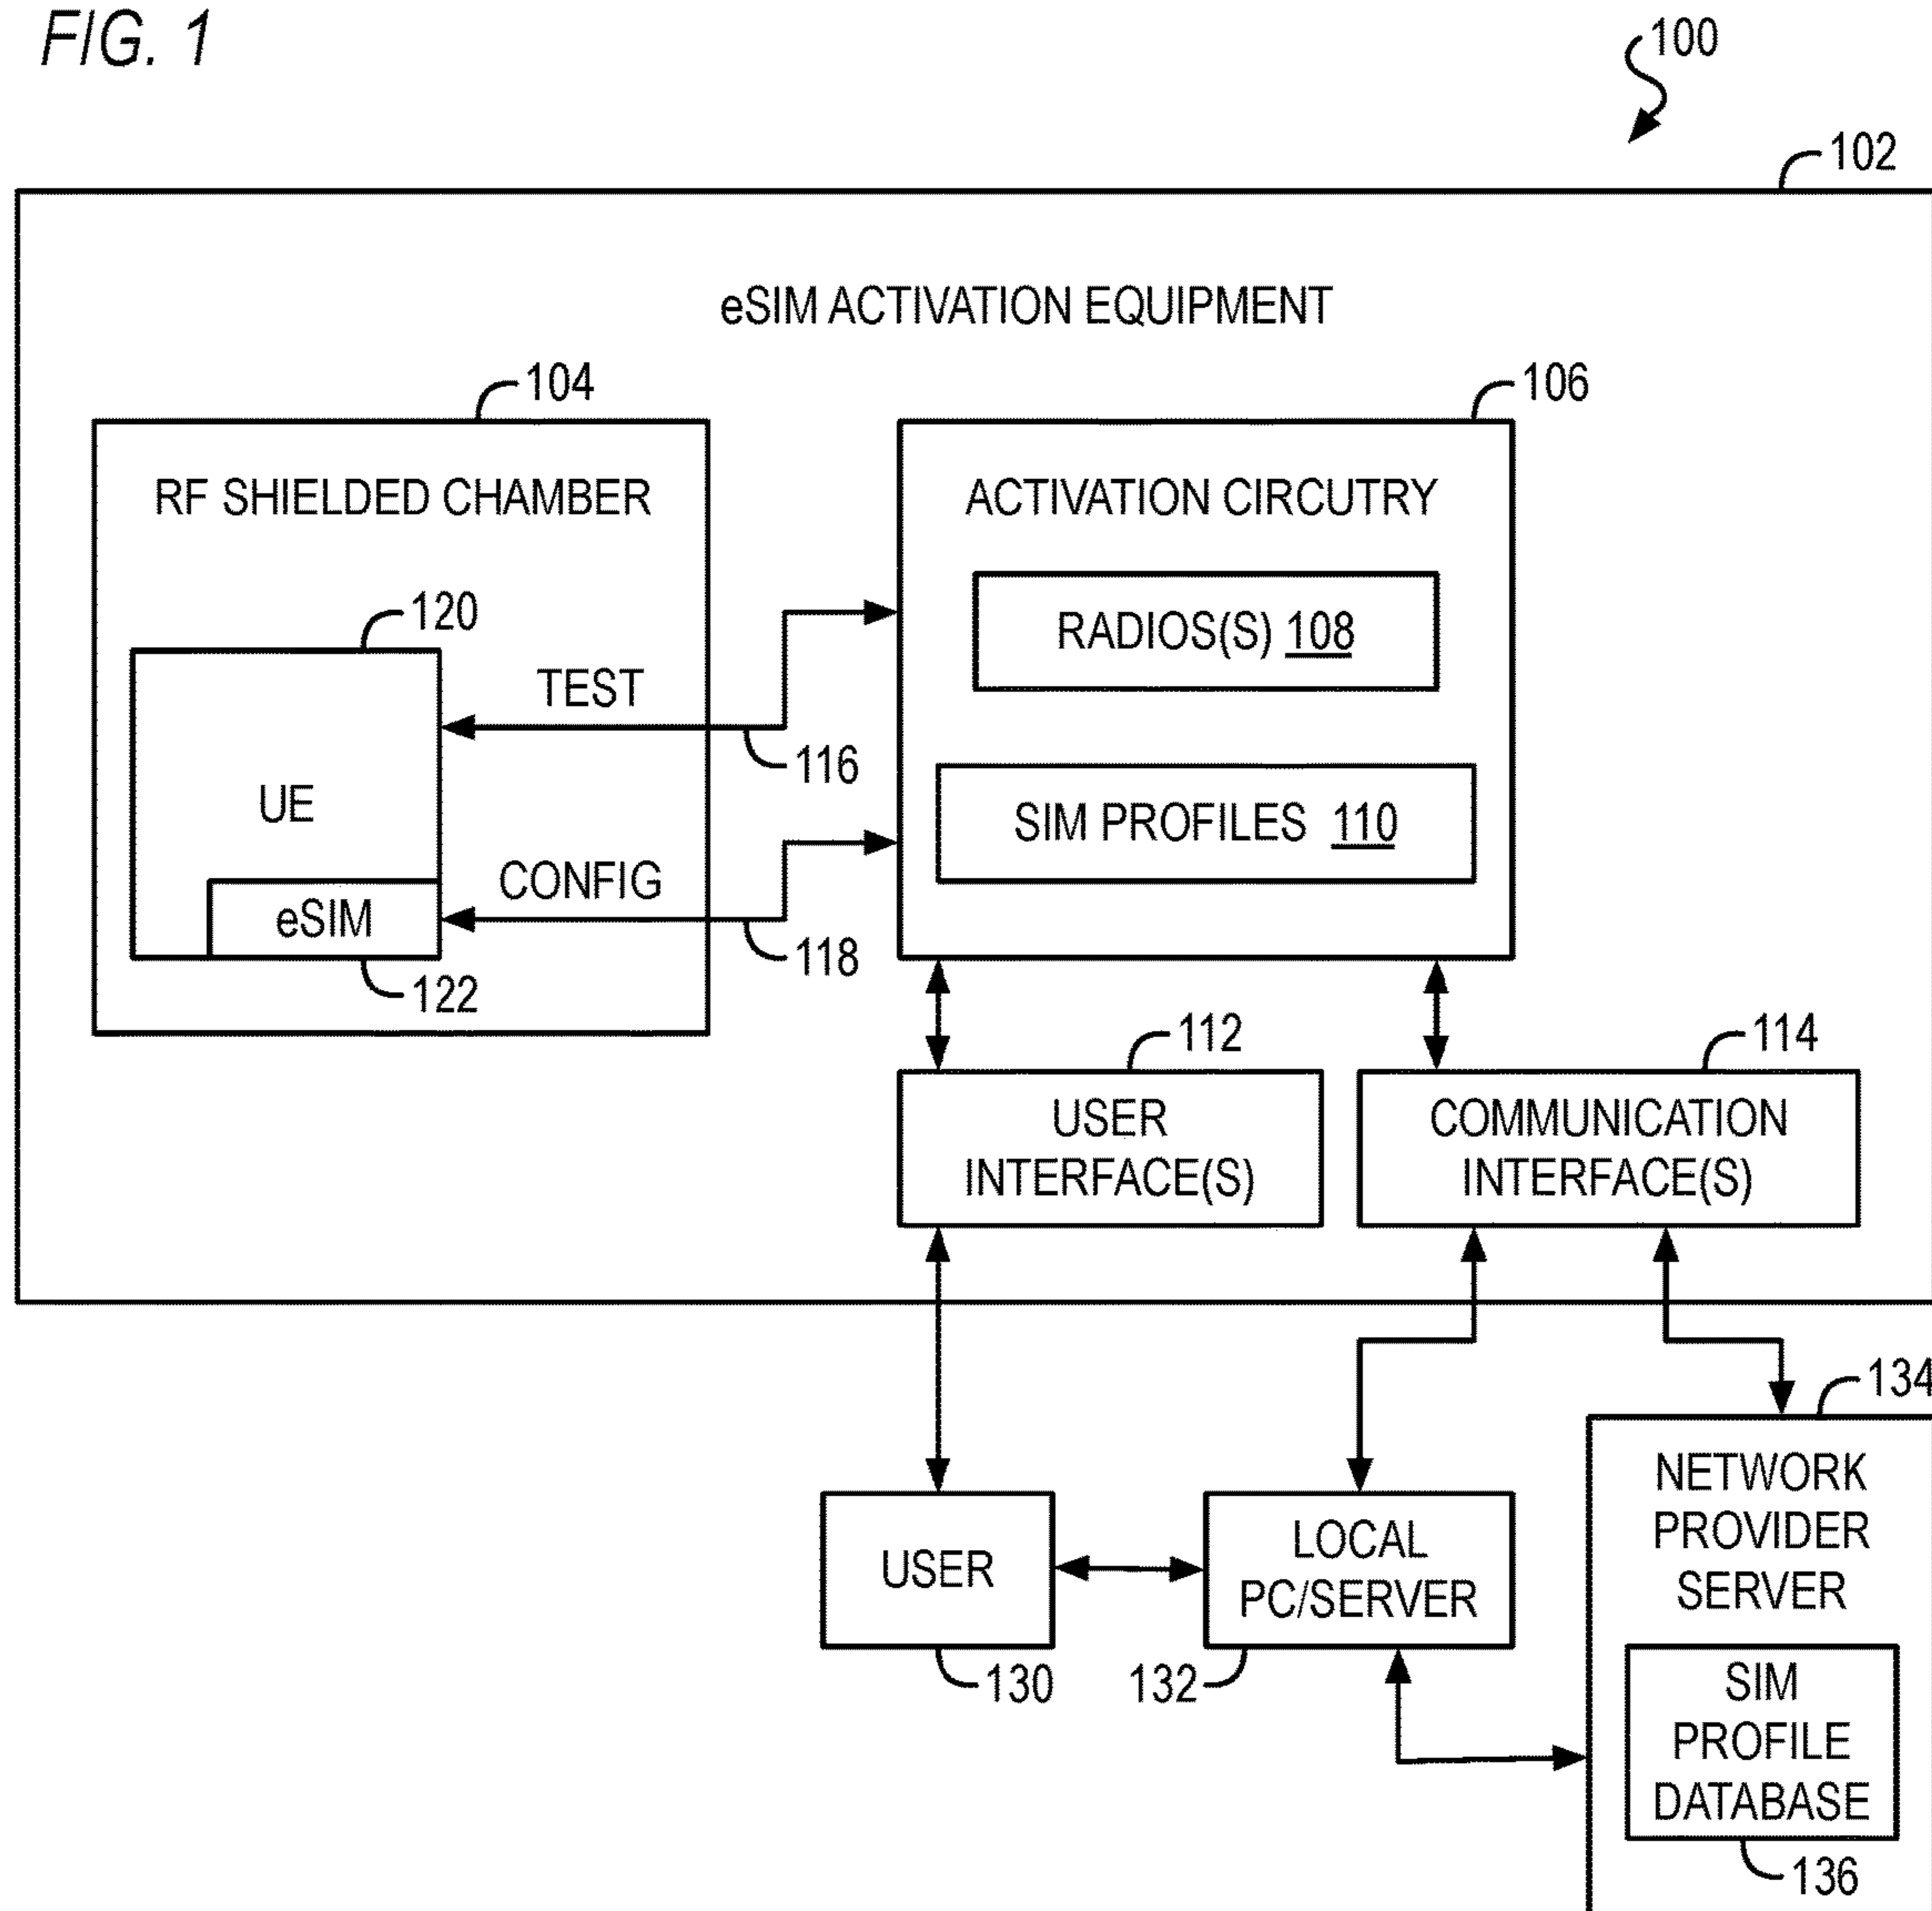 FIG. 1
100
102
eSIM ACTIVATION EQUIPMENT
104
RF SHIELDED CHAMBER
120
UE
eSIM
122
TEST
116
CONFIG
118
106
ACTIVATION CIRCUTRY
RADIOS(S) 108
SIM PROFILES 110
112
USER
INTERFACE(S)
114
COMMUNICATION
INTERFACE(S)
USER
130
LOCAL
PC/SERVER
132
134
NETWORK
PROVIDER
SERVER
SIM
PROFILE
DATABASE
136